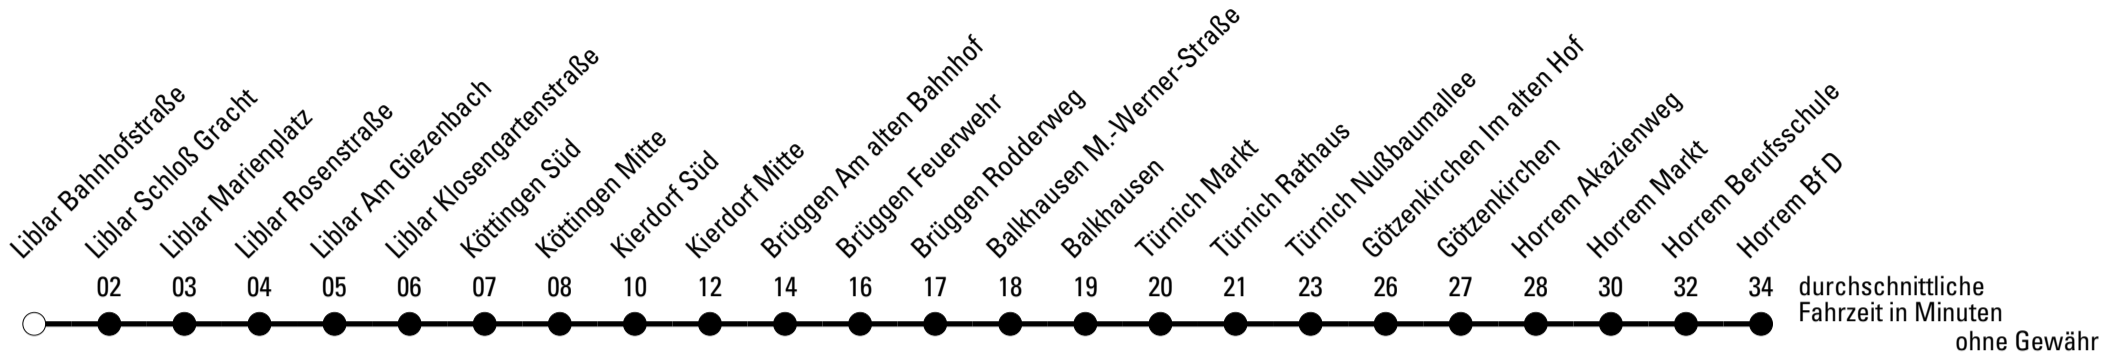 Liblar Bahnhofstraße
Liblar Schloß Gracht
Liblar Marienplatz
Liblar Rosenstraße
Liblar Am Giezenbach
Liblar Klosengartenstraße
Köttingen Süd
Köttingen Mitte
Kierdorf Süd
Kierdorf Mitte
Brüggen Am alten Bahnhof
Brüggen Feuerwehr
Brüggen Rodderweg
Balkhausen M.-Werner-Straße
Balkhausen
Türnich Markt
Türnich Rathaus
Türnich Nußbaumallee
Götzenkirchen Im alten Hof
Götzenkirchen
Horrem Akazienweg
Horrem Markt
Horrem Berufsschule
Horrem Bf D
02 03 04 05 06 07 08 10 12 14 16 17 18 19 20 21 23 26 27 28 30 32 34 durchschnittliche
Fahrzeit in Minuten
ohne Gewähr